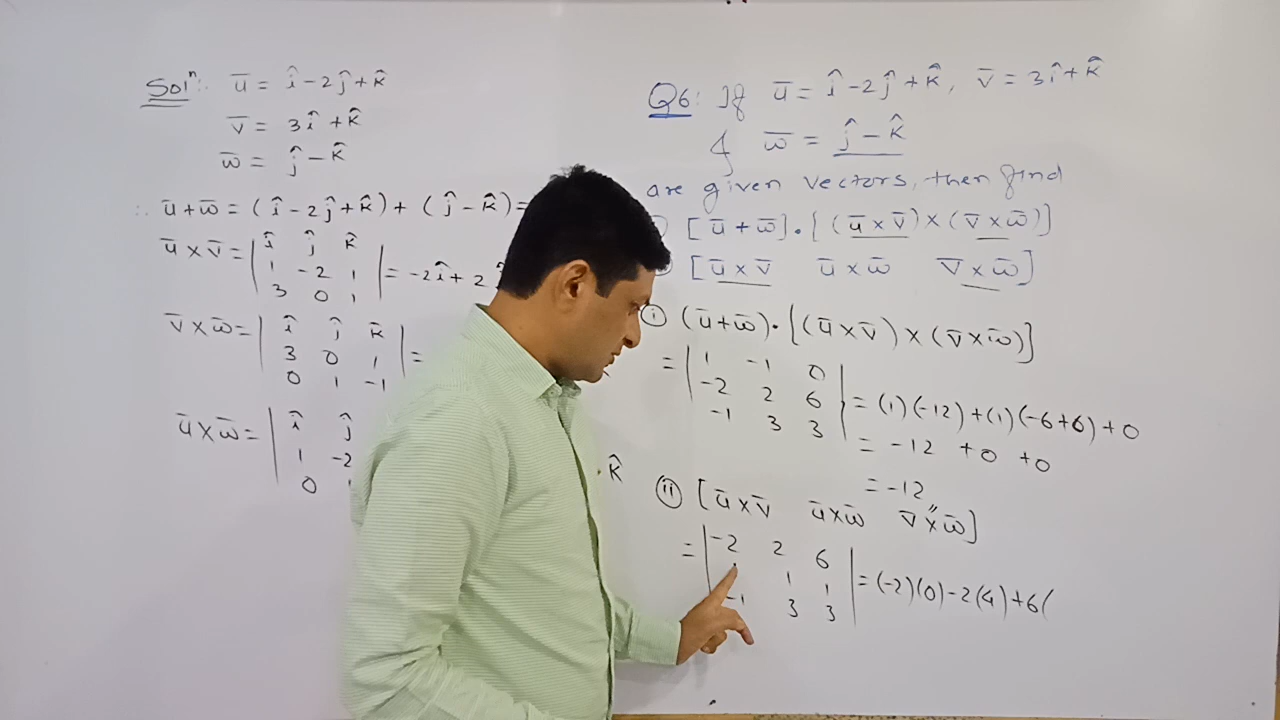 Solⁿ: ū = î - 2ĵ + k̂
v̄ = 3î + k̂
w̄ = ĵ - k̂
∴ ū + w̄ = (î - 2ĵ + k̂) + (ĵ - k̂) =
ū × v̄ = | î ĵ k̂
1 -2 1 | = -2î + 2
3 0 1
v̄ × w̄ = | î ĵ k̂
3 0 1 | =
0 1 -1
ū × w̄ = | î ĵ
1 -2
0
k̂
Q6: If ū = î - 2ĵ + k̂, v̄ = 3î + k̂
& w̄ = ĵ - k̂
are given vectors, then find
[ū + w̄] · [(ū × v̄) × (v̄ × w̄)]
[ū × v̄ ū × w̄ v̄ × w̄]
(i) (ū + w̄) · [(ū × v̄) × (v̄ × w̄)]
= | 1 -1 0
-2 2 6 | = (1)(-12) + (1)(-6+6) + 0
-1 3 3
= -12 + 0 + 0
= -12
(ii) [ū × v̄ ū × w̄ v̄ × w̄]
= | -2 2 6
1 1 | = (-2)(0) - 2(4) + 6(
-1 3 3